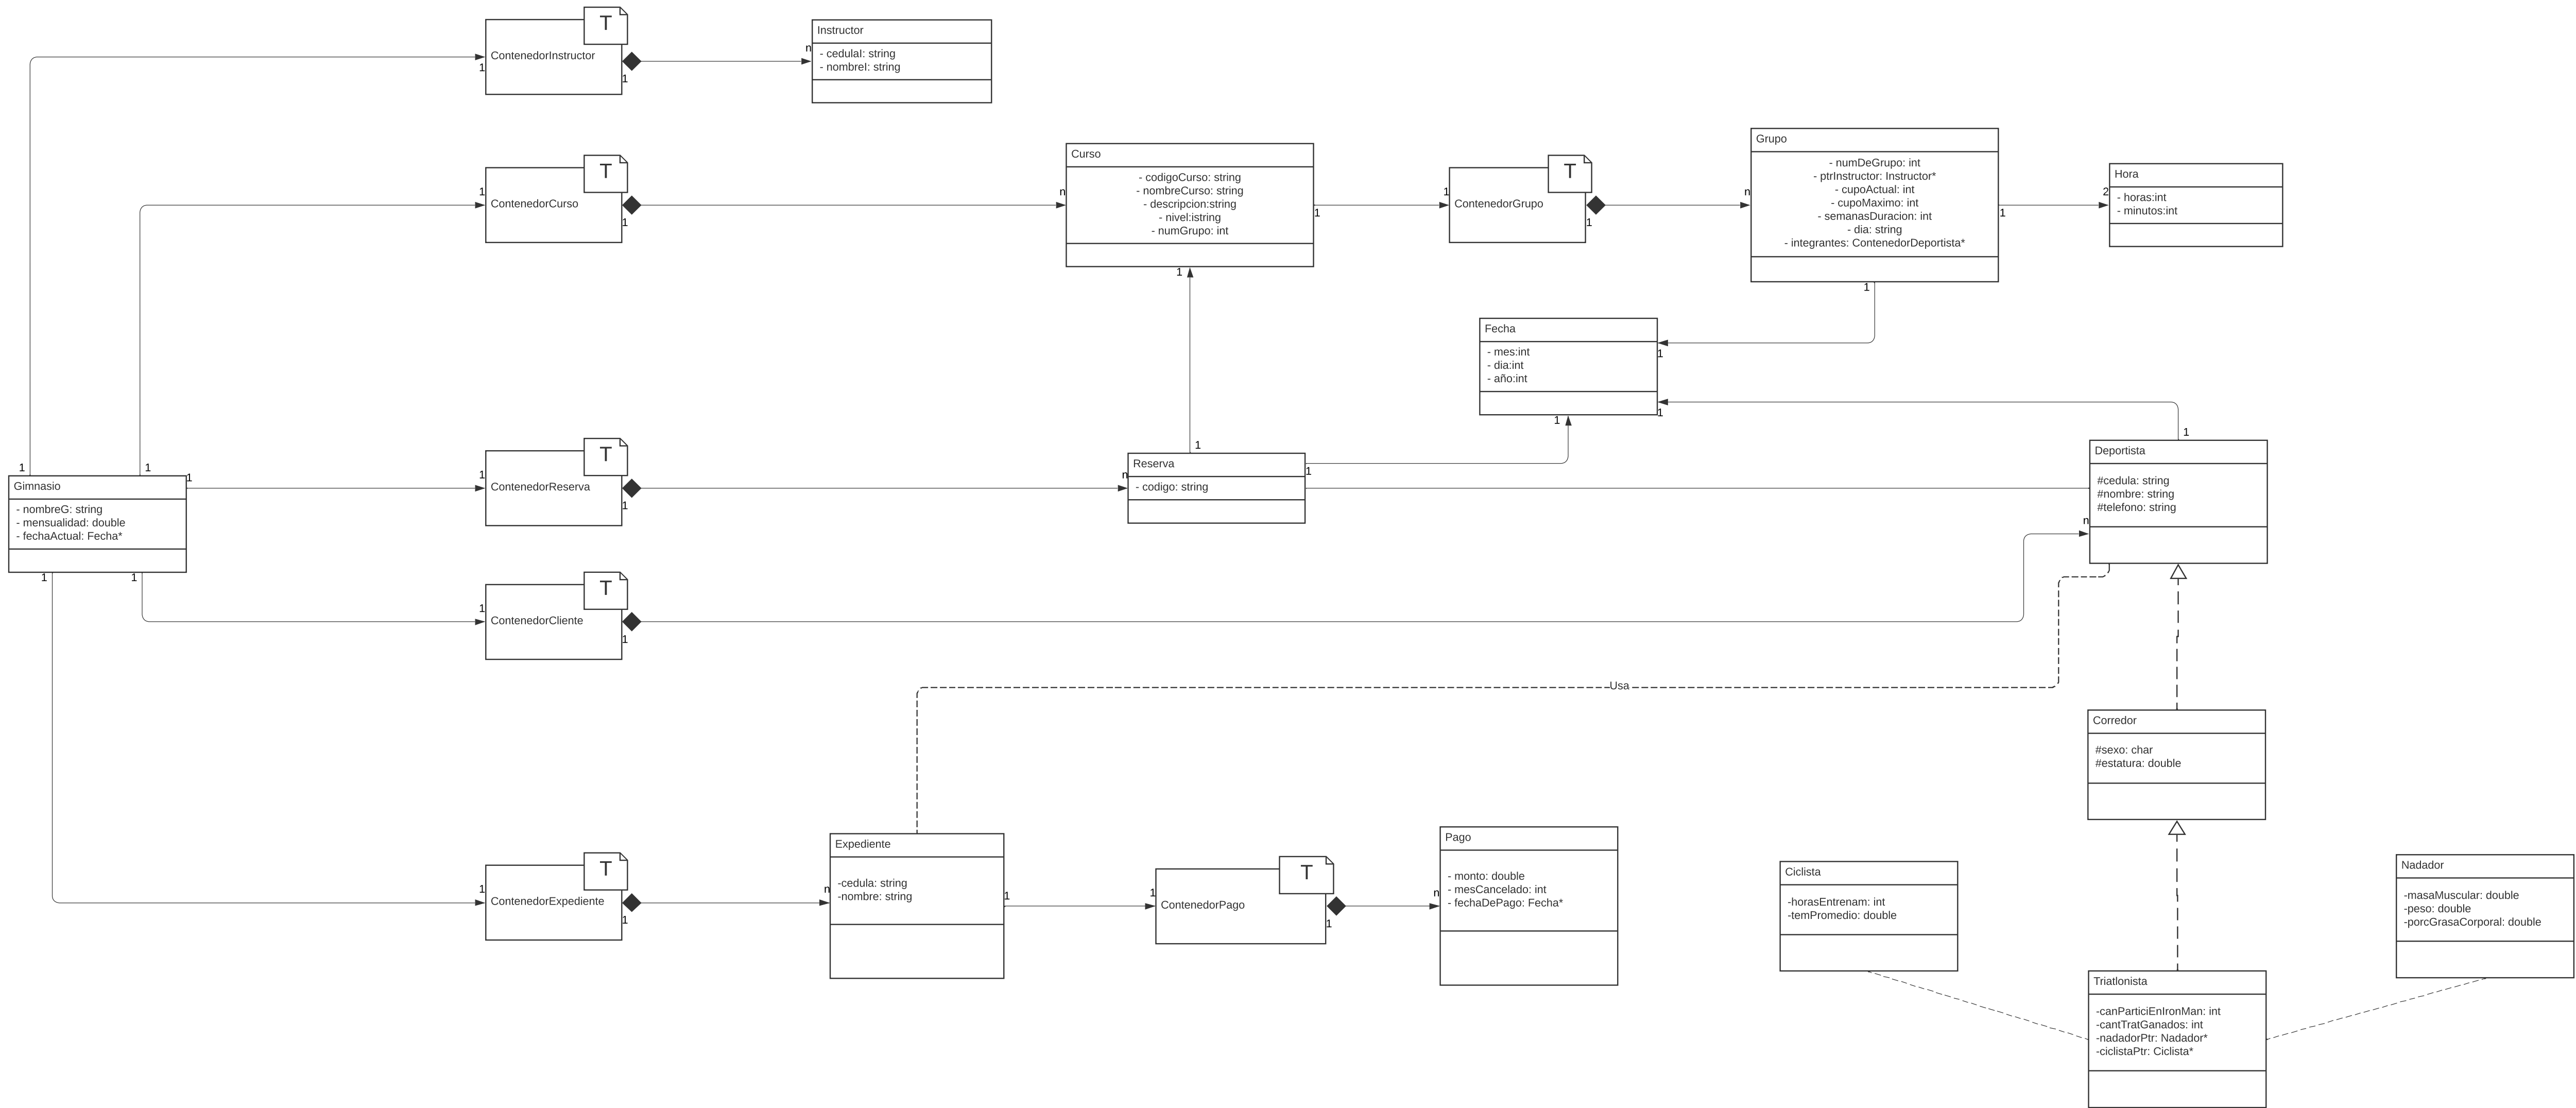 T
ContenedorInstructor
1
1
n
Instructor
- cedulaI: string
- nombreI: string
T
ContenedorCurso
1
1
n
Curso
- codigoCurso: string
- nombreCurso: string
- descripcion:string
- nivel:istring
- numGrupo: int
1
1
T
ContenedorGrupo
1
1
n
Grupo
- numDeGrupo: int
- ptrInstructor: Instructor*
- cupoActual: int
- cupoMaximo: int
- semanasDuracion: int
- dia: string
- integrantes: ContenedorDeportista*
1
1
2
Hora
- horas:int
- minutos:int
Fecha
- mes:int
- dia:int
- año:int
1
1
1
1
1
1
Gimnasio
- nombreG: string
- mensualidad: double
- fechaActual: Fecha*
1
1
T
ContenedorReserva
1
1
n
1
Reserva
- codigo: string
1
1
Deportista
#cedula: string
#nombre: string
#telefono: string
n
T
ContenedorCliente
1
1
Usa
Corredor
#sexo: char
#estatura: double
T
ContenedorExpediente
1
1
n
Expediente
-cedula: string
-nombre: string
1
1
T
ContenedorPago
1
n
Pago
- monto: double
- mesCancelado: int
- fechaDePago: Fecha*
Ciclista
-horasEntrenam: int
-temPromedio: double
Nadador
-masaMuscular: double
-peso: double
-porcGrasaCorporal: double
Triatlonista
-canParticiEnIronMan: int
-cantTratGanados: int
-nadadorPtr: Nadador*
-ciclistaPtr: Ciclista*